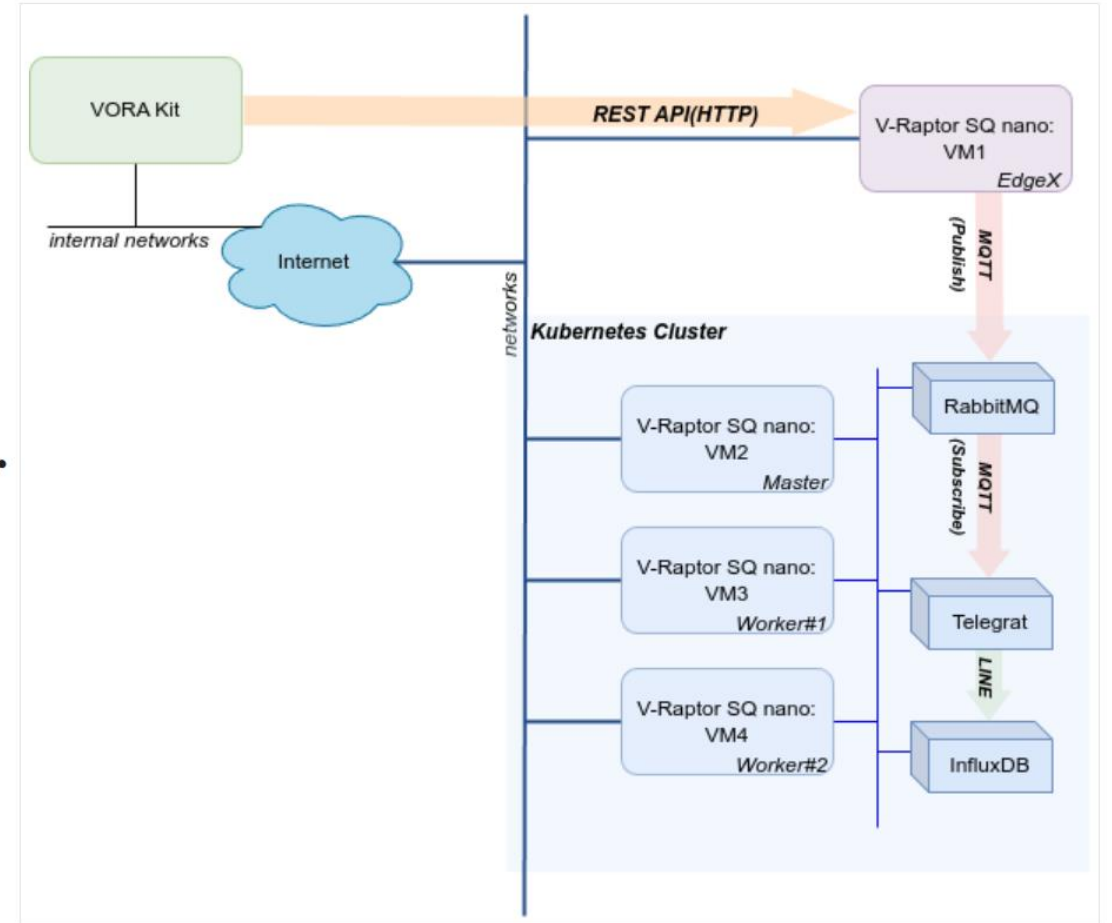 VORA Kit
REST API(HTTP)
V-Raptor SQ nano:
VM1
EdgeX
internal networks
Internet
networks
MQTT
(Publish)
Kubernetes Cluster
V-Raptor SQ nano:
VM2
Master
RabbitMQ
MQTT
(Subscribe)
V-Raptor SQ nano:
VM3
Worker#1
Telegrat
LINE
V-Raptor SQ nano:
VM4
Worker#2
InfluxDB